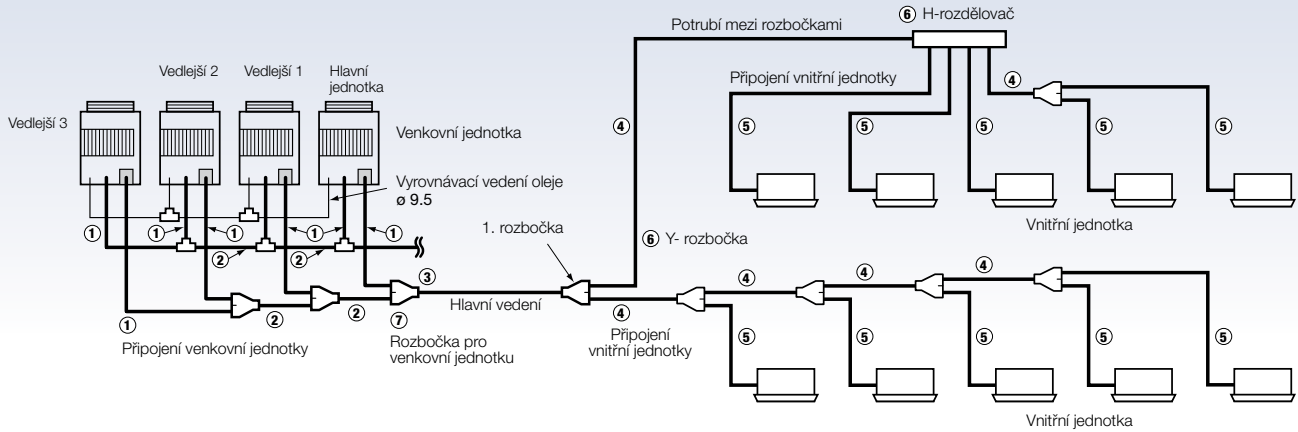 ⑥ H-rozdělovač
Potrubí mezi rozbočkami
Vedlejší 2
Vedlejší 1
Hlavní
jednotka
Připojení vnitřní jednotky
④
Vedlejší 3
Venkovní jednotka
④
⑤
⑤
⑤
⑤
⑤
Vyrovnávací vedení oleje
ø 9.5
Vnitřní jednotka
① ① ① ① ①
1. rozbočka
⑥ Y- rozbočka
② ②
③
④
④
④
Hlavní vedení
① ② ② ⑦
④
Připojení venkovní jednotky
Rozbočka pro
venkovní jednotku
Připojení
vnitřní jednotky
⑤
⑤
⑤
⑤
⑤
Vnitřní jednotka